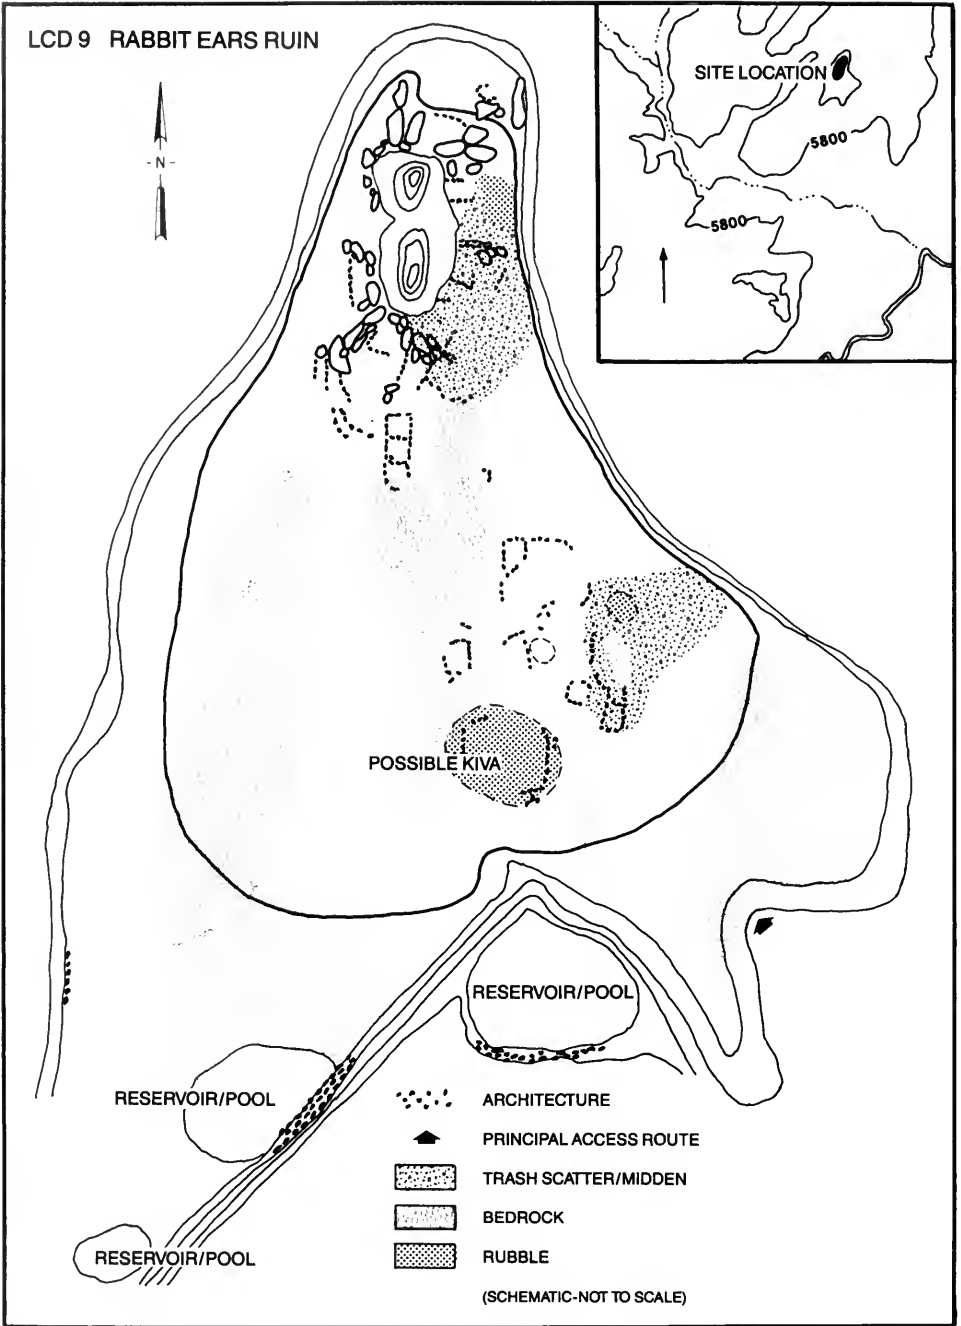 LCD 9 RABBIT EARS RUIN
- N -
SITE LOCATION
5800
5800
POSSIBLE KIVA
RESERVOIR/POOL
RESERVOIR/POOL
RESERVOIR/POOL
ARCHITECTURE
PRINCIPAL ACCESS ROUTE
TRASH SCATTER/MIDDEN
BEDROCK
RUBBLE
(SCHEMATIC-NOT TO SCALE)